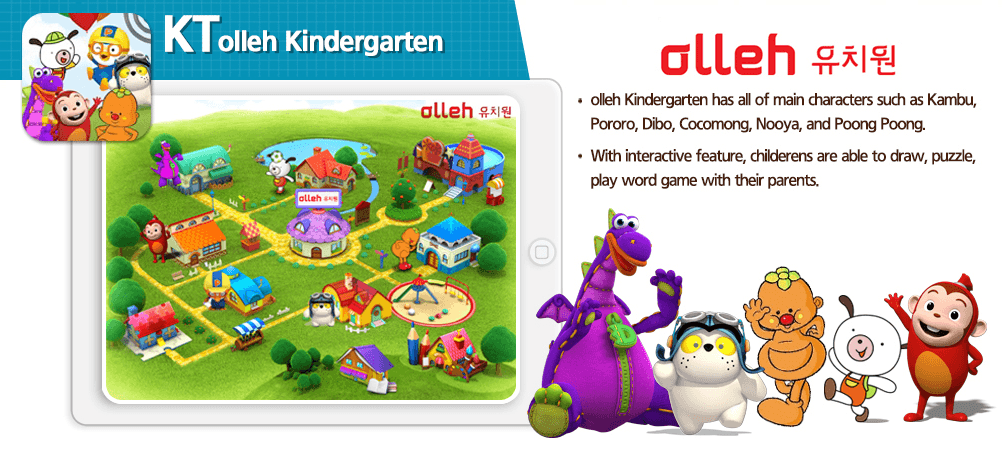 KT olleh Kindergarten
olleh 유치원
olleh 유치원
olleh 유치원
• olleh Kindergarten has all of main characters such as Kambu,
Pororo, Dibo, Cocomong, Nooya, and Poong Poong.
• With interactive feature, childerens are able to draw, puzzle,
play word game with their parents.